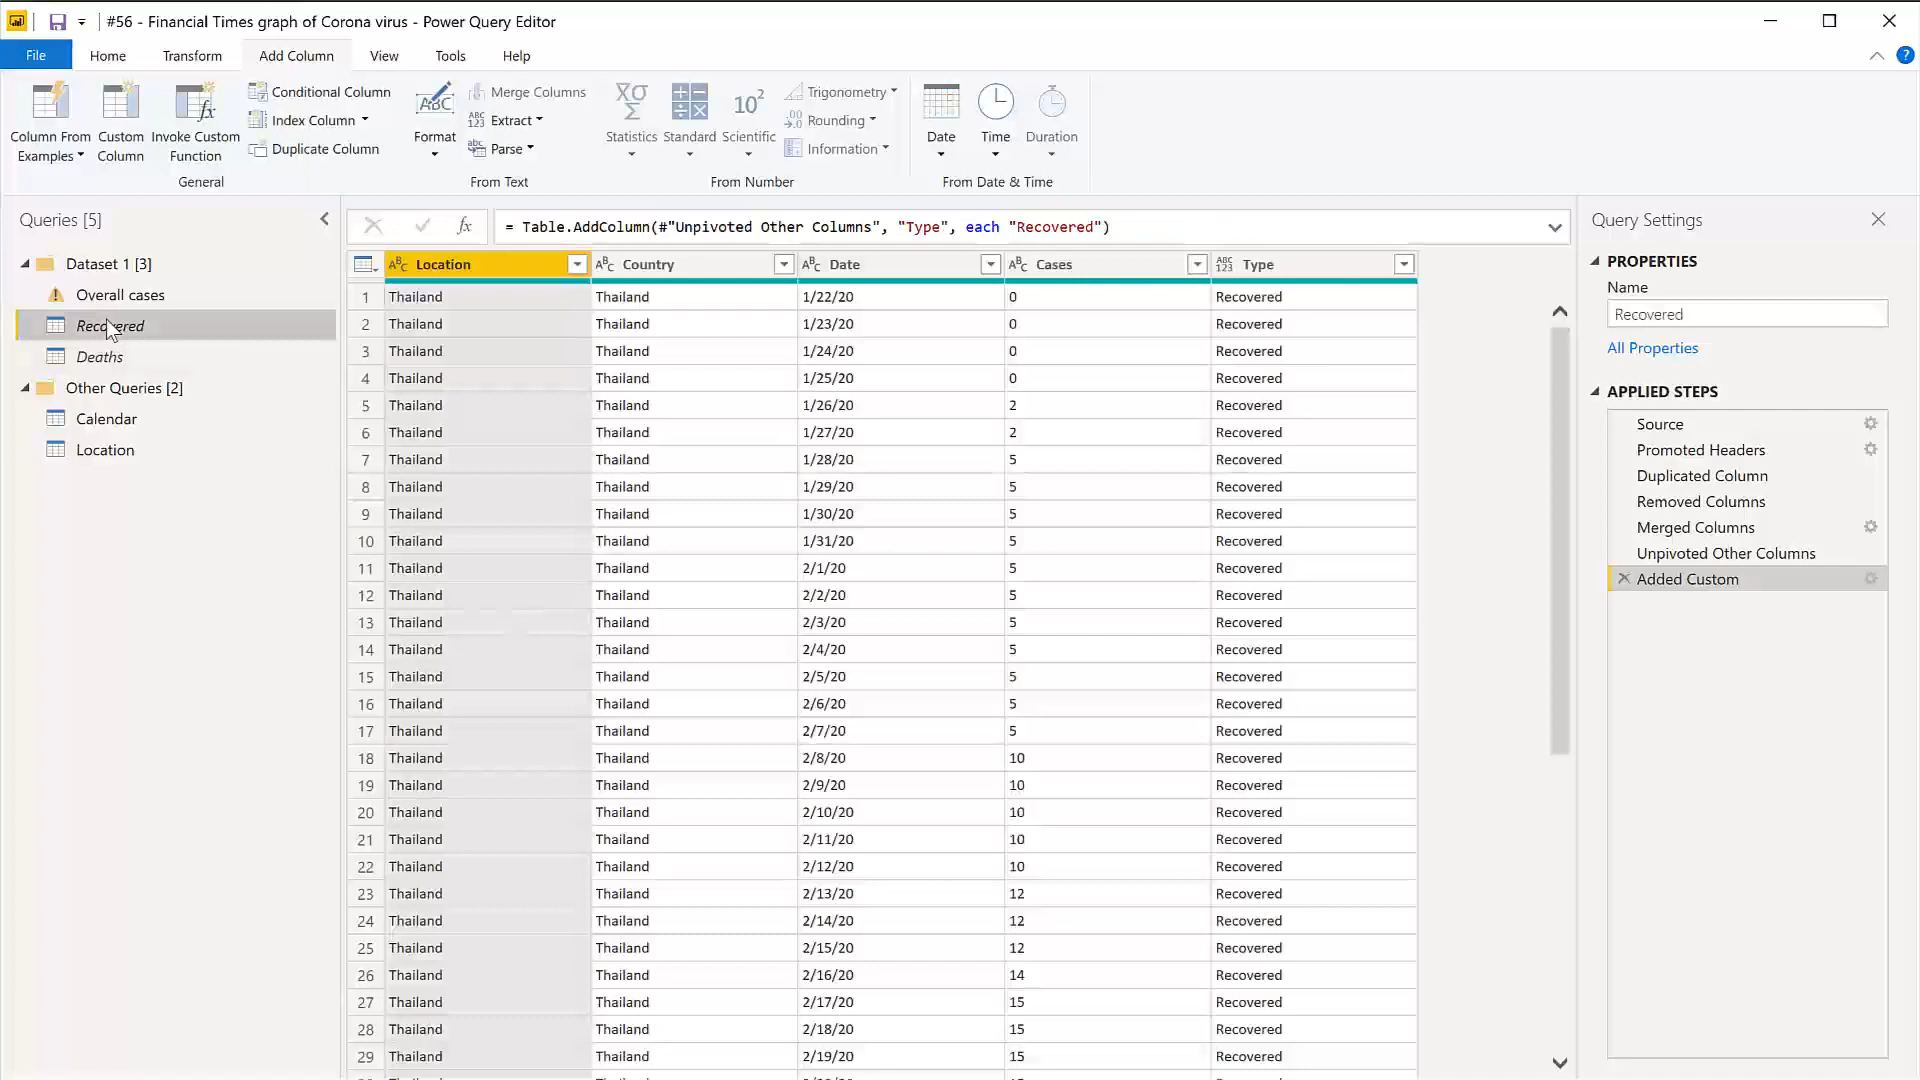 #56 - Financial Times graph of Corona virus - Power Query Editor
File Home Transform Add Column View Tools Help
Column From Examples
Custom Column
Invoke Custom Function
Conditional Column
Index Column
Duplicate Column
General
ABC
Format
Merge Columns
ABC 123 Extract
abc Parse
From Text
Χσ Σ
Statistics
Standard
10²
Scientific
Trigonometry
.00 Rounding
Information
From Number
Date
Time
Duration
From Date & Time
Queries [5]
Dataset 1 [3]
Overall cases
Recovered
Deaths
Other Queries [2]
Calendar
Location
fx = Table.AddColumn(#"Unpivoted Other Columns", "Type", each "Recovered")
ABC Location ABC Country ABC Date ABC Cases ABC 123 Type
1 Thailand Thailand 1/22/20 0 Recovered
2 Thailand Thailand 1/23/20 0 Recovered
3 Thailand Thailand 1/24/20 0 Recovered
4 Thailand Thailand 1/25/20 0 Recovered
5 Thailand Thailand 1/26/20 2 Recovered
6 Thailand Thailand 1/27/20 2 Recovered
7 Thailand Thailand 1/28/20 5 Recovered
8 Thailand Thailand 1/29/20 5 Recovered
9 Thailand Thailand 1/30/20 5 Recovered
10 Thailand Thailand 1/31/20 5 Recovered
11 Thailand Thailand 2/1/20 5 Recovered
12 Thailand Thailand 2/2/20 5 Recovered
13 Thailand Thailand 2/3/20 5 Recovered
14 Thailand Thailand 2/4/20 5 Recovered
15 Thailand Thailand 2/5/20 5 Recovered
16 Thailand Thailand 2/6/20 5 Recovered
17 Thailand Thailand 2/7/20 5 Recovered
18 Thailand Thailand 2/8/20 10 Recovered
19 Thailand Thailand 2/9/20 10 Recovered
20 Thailand Thailand 2/10/20 10 Recovered
21 Thailand Thailand 2/11/20 10 Recovered
22 Thailand Thailand 2/12/20 10 Recovered
23 Thailand Thailand 2/13/20 12 Recovered
24 Thailand Thailand 2/14/20 12 Recovered
25 Thailand Thailand 2/15/20 12 Recovered
26 Thailand Thailand 2/16/20 14 Recovered
27 Thailand Thailand 2/17/20 15 Recovered
28 Thailand Thailand 2/18/20 15 Recovered
29 Thailand Thailand 2/19/20 15 Recovered
Query Settings
PROPERTIES
Name
Recovered
All Properties
APPLIED STEPS
Source
Promoted Headers
Duplicated Column
Removed Columns
Merged Columns
Unpivoted Other Columns
Added Custom